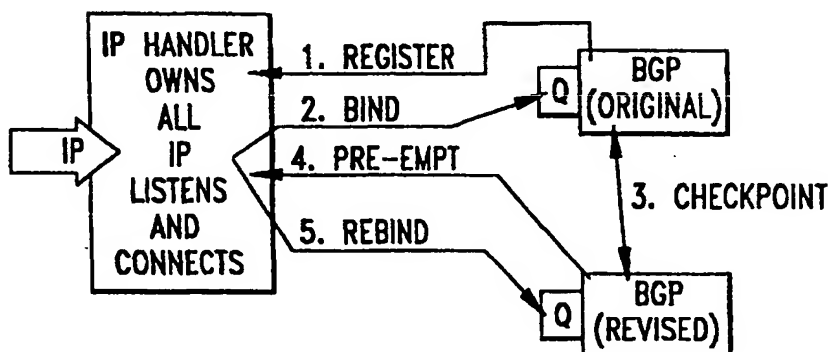 IP HANDLER
OWNS
ALL
IP
LISTENS
AND
CONNECTS
IP
1. REGISTER
2. BIND
4. PRE-EMPT
5. REBIND
Q
BGP
(ORIGINAL)
3. CHECKPOINT
Q
BGP
(REVISED)